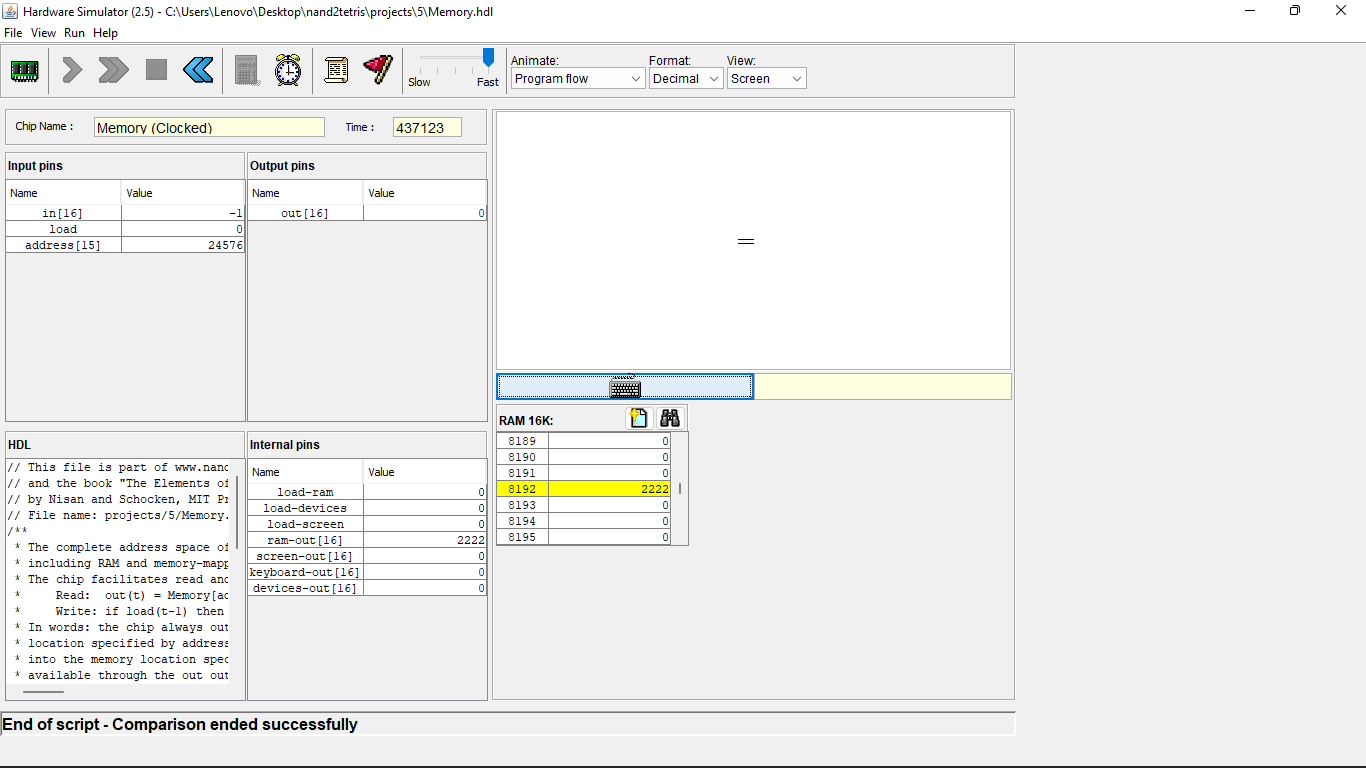 Hardware Simulator (2.5) - C:\Users\Lenovo\Desktop\nand2tetris\projects\5\Memory.hdl
File View Run Help
Slow Fast
Animate: Format: View:
Program flow Decimal Screen
Chip Name : Memory (Clocked) Time : 437123
Input pins
Name Value
in[16] -1
load 0
address[15] 24576
Output pins
Name Value
out[16] 0
HDL
// This file is part of www.nand
// and the book "The Elements of
// by Nisan and Schocken, MIT Pr
// File name: projects/5/Memory.
/**
* The complete address space of
* including RAM and memory-mapp
* The chip facilitates read and
* Read: out(t) = Memory[ad
* Write: if load(t-1) then
* In words: the chip always out
* location specified by address
* into the memory location spec
* available through the out out
Internal pins
Name Value
load-ram 0
load-devices 0
load-screen 0
ram-out[16] 2222
screen-out[16] 0
keyboard-out[16] 0
devices-out[16] 0
RAM 16K:
8189 0
8190 0
8191 0
8192 2222
8193 0
8194 0
8195 0
End of script - Comparison ended successfully